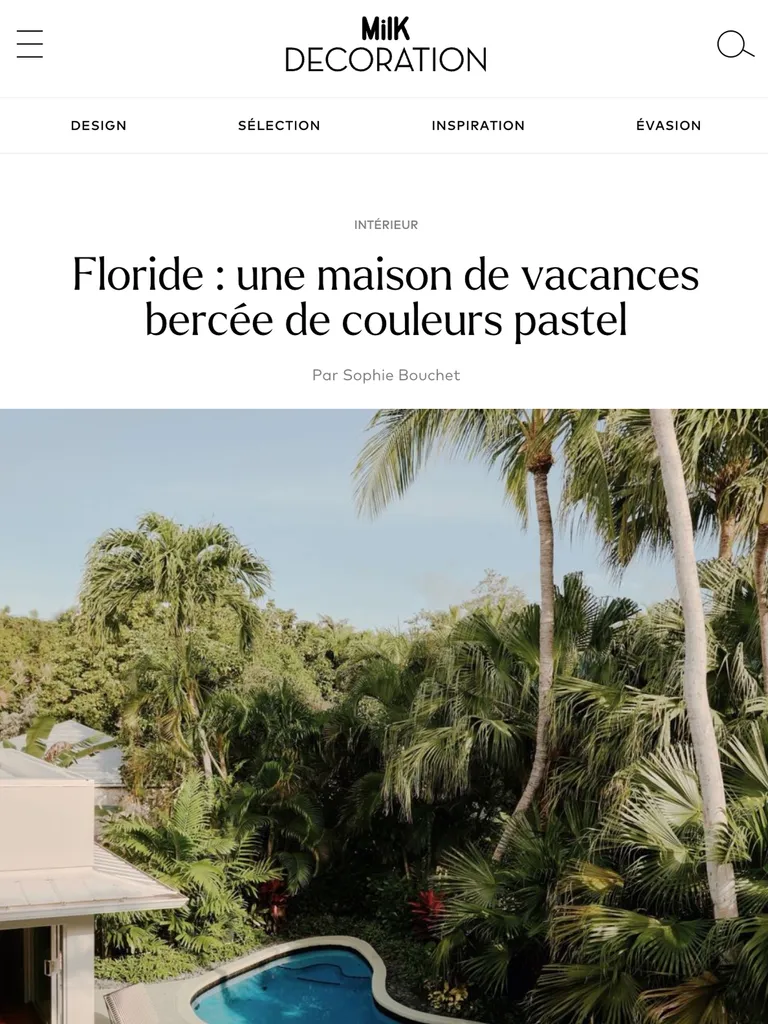 MilK
DECORATION
DESIGN SÉLECTION INSPIRATION ÉVASION
INTÉRIEUR
Floride : une maison de vacances
bercée de couleurs pastel
Par Sophie Bouchet